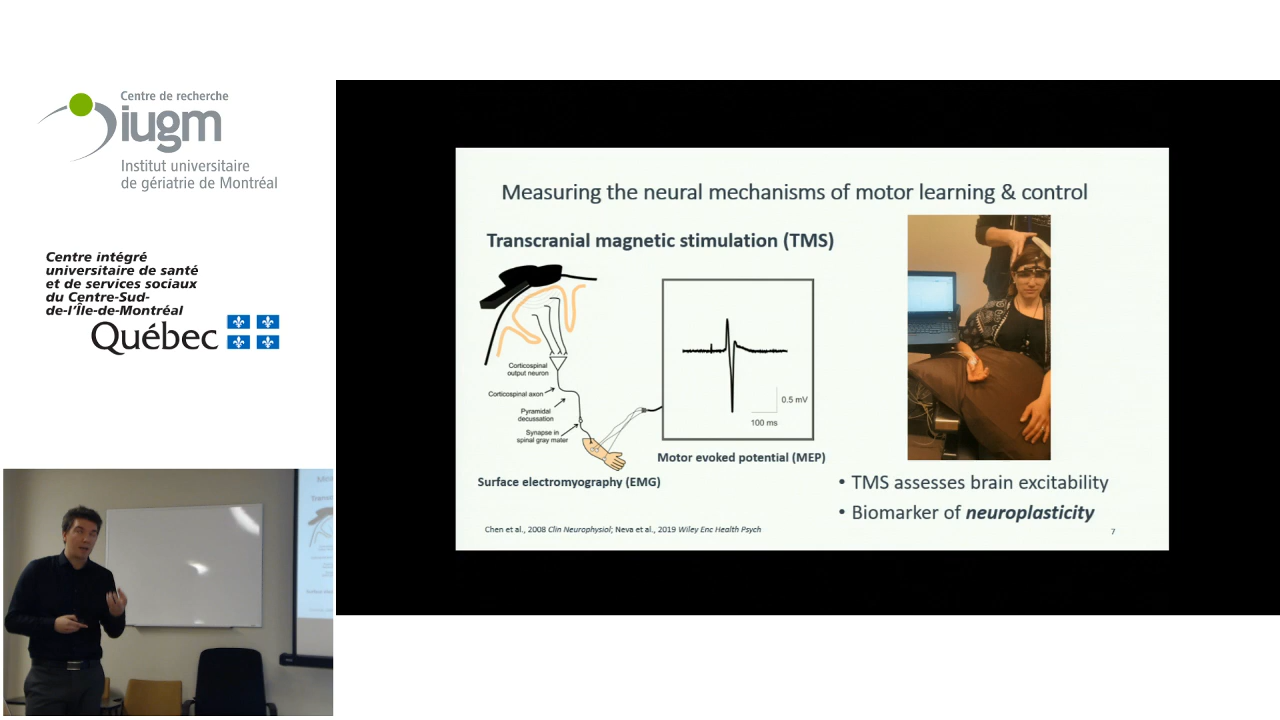 Centre de recherche
iugm
Institut universitaire
de gériatrie de Montréal
Centre intégré
universitaire de santé
et de services sociaux
du Centre-Sud-
de-l'Île-de-Montréal
Québec
Measuring the neural mechanisms of motor learning & control
Transcranial magnetic stimulation (TMS)
Corticospinal
output neuron
Corticospinal axon
Pyramidal
decussation
Synapse in
spinal gray mater
0.5 mV
100 ms
Motor evoked potential (MEP)
Surface electromyography (EMG)
• TMS assesses brain excitability
• Biomarker of neuroplasticity
Chen et al., 2008 Clin Neurophysiol; Neva et al., 2019 Wiley Enc Health Psych
7